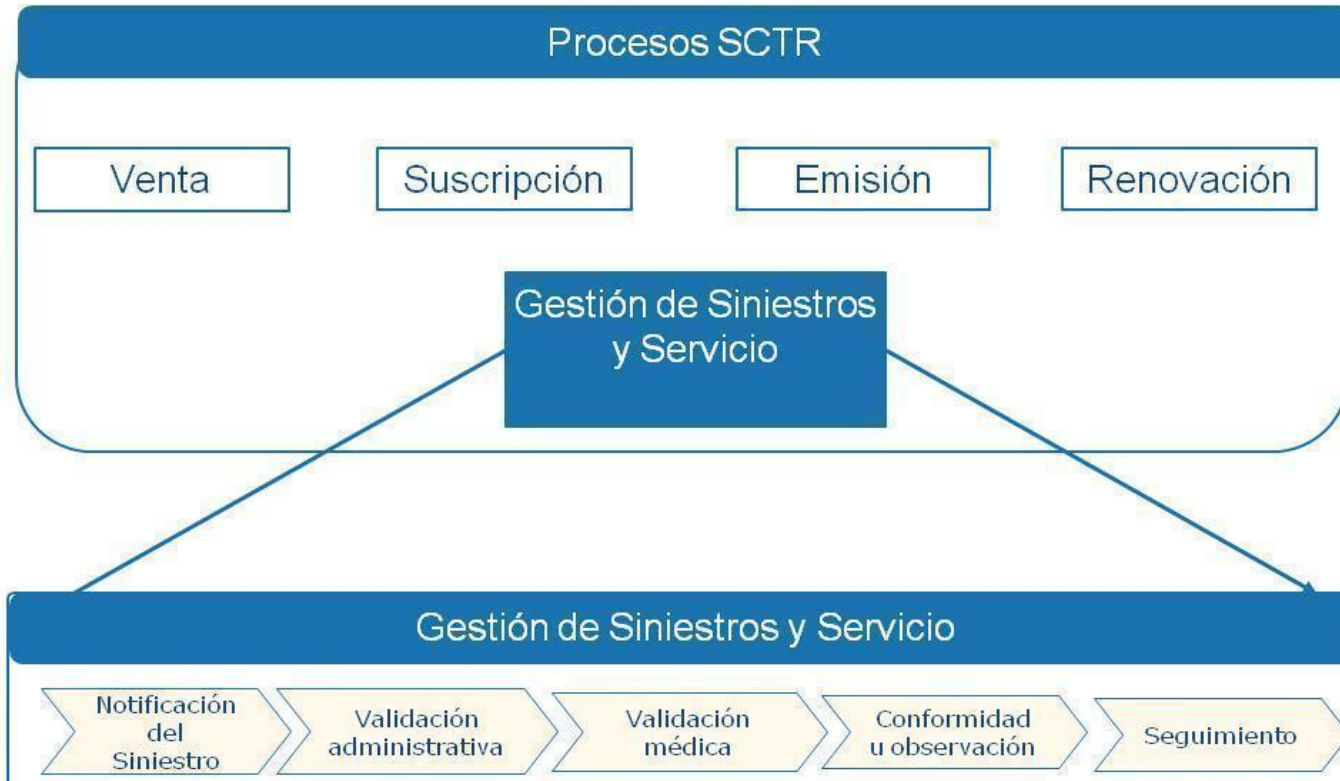 Procesos SCTR
Venta
Suscripción
Emisión
Renovación
Gestión de Siniestros
y Servicio
Gestión de Siniestros y Servicio
Notificación
del
Siniestro
Validación
administrativa
Validación
médica
Conformidad
u observación
Seguimiento